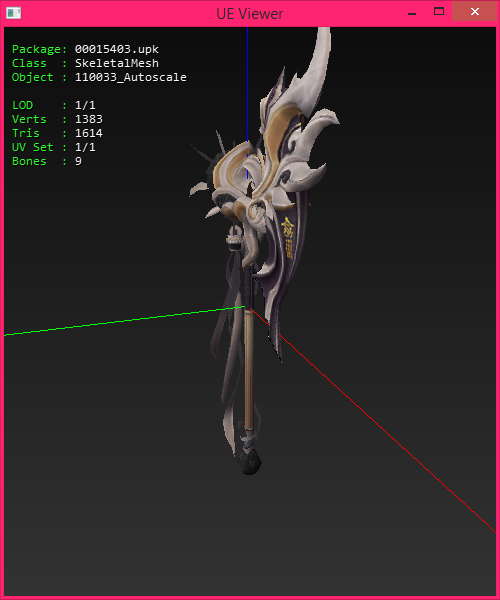 UE Viewer
Package: 00015403.upk
Class : SkeletalMesh
Object : 110033_Autoscale
LOD : 1/1
Verts : 1383
Tris : 1614
UV Set : 1/1
Bones : 9